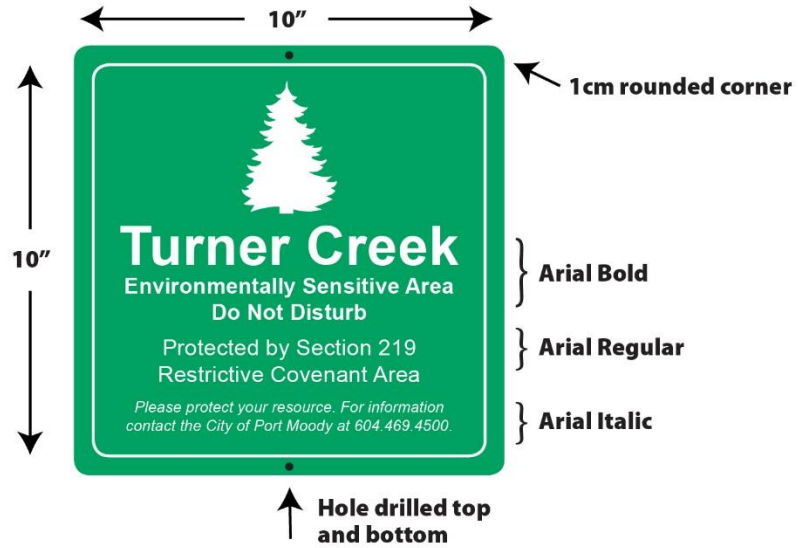 10”
1cm rounded corner
10”
Turner Creek
Environmentally Sensitive Area
Do Not Disturb
} Arial Bold
Protected by Section 219
Restrictive Covenant Area
} Arial Regular
Please protect your resource. For information
contact the City of Port Moody at 604.469.4500.
} Arial Italic
Hole drilled top
and bottom